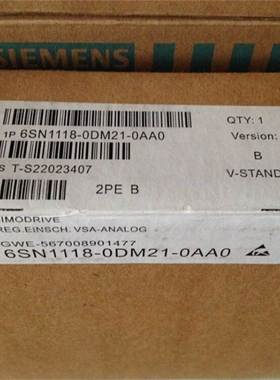 SIEMENS
1P 6SN1118-0DM21-0AA0
QTY: 1
Version:
S T-S22023407
B
V-STAND
2PE B
IMODRIVE
REG.EINSCH. VSA-ANALOG
GWE-567008901477
6SN1118-0DM21-0AA0